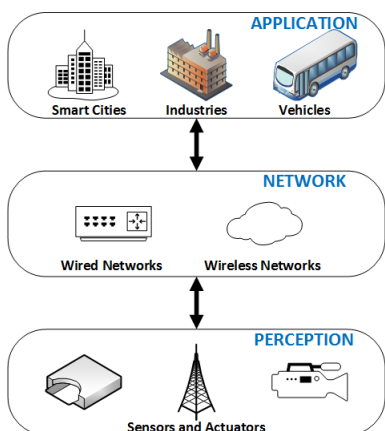 APPLICATION
Smart Cities Industries Vehicles
NETWORK
Wired Networks Wireless Networks
PERCEPTION
Sensors and Actuators